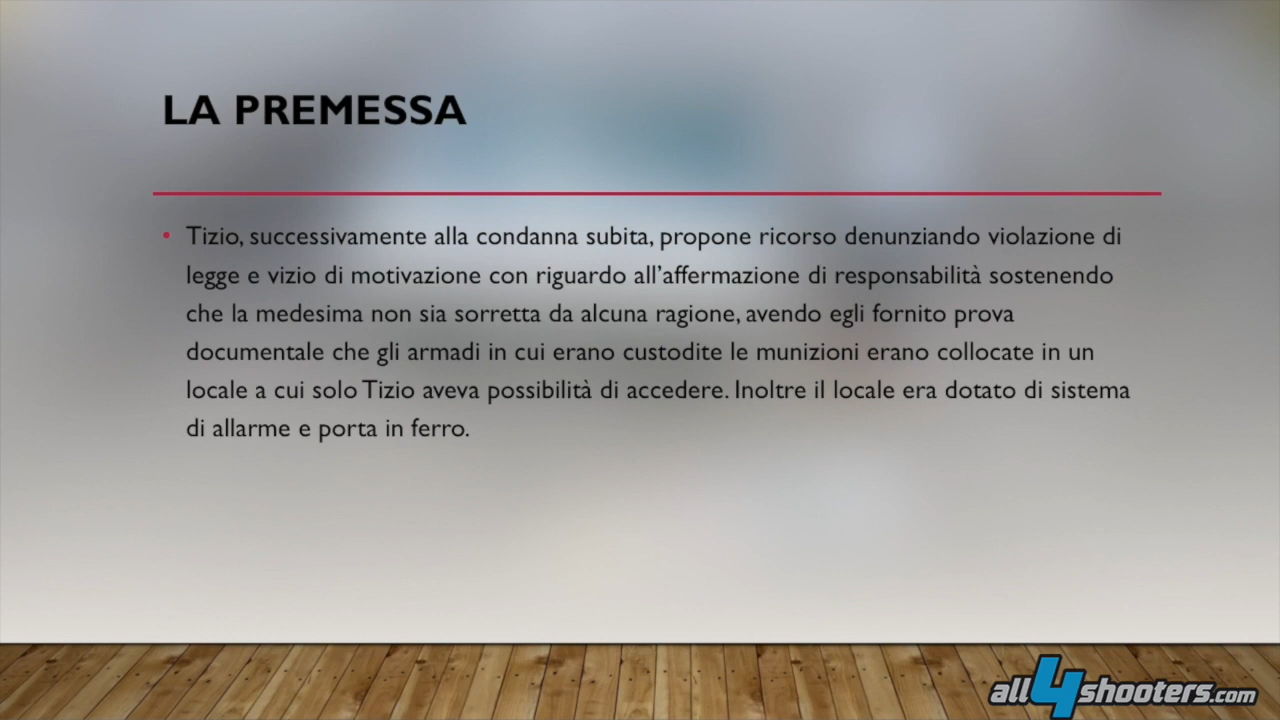 LA PREMESSA
• Tizio, successivamente alla condanna subita, propone ricorso denunziando violazione di
legge e vizio di motivazione con riguardo all’affermazione di responsabilità sostenendo
che la medesima non sia sorretta da alcuna ragione, avendo egli fornito prova
documentale che gli armadi in cui erano custodite le munizioni erano collocate in un
locale a cui solo Tizio aveva possibilità di accedere. Inoltre il locale era dotato di sistema
di allarme e porta in ferro.
all4shooters.com